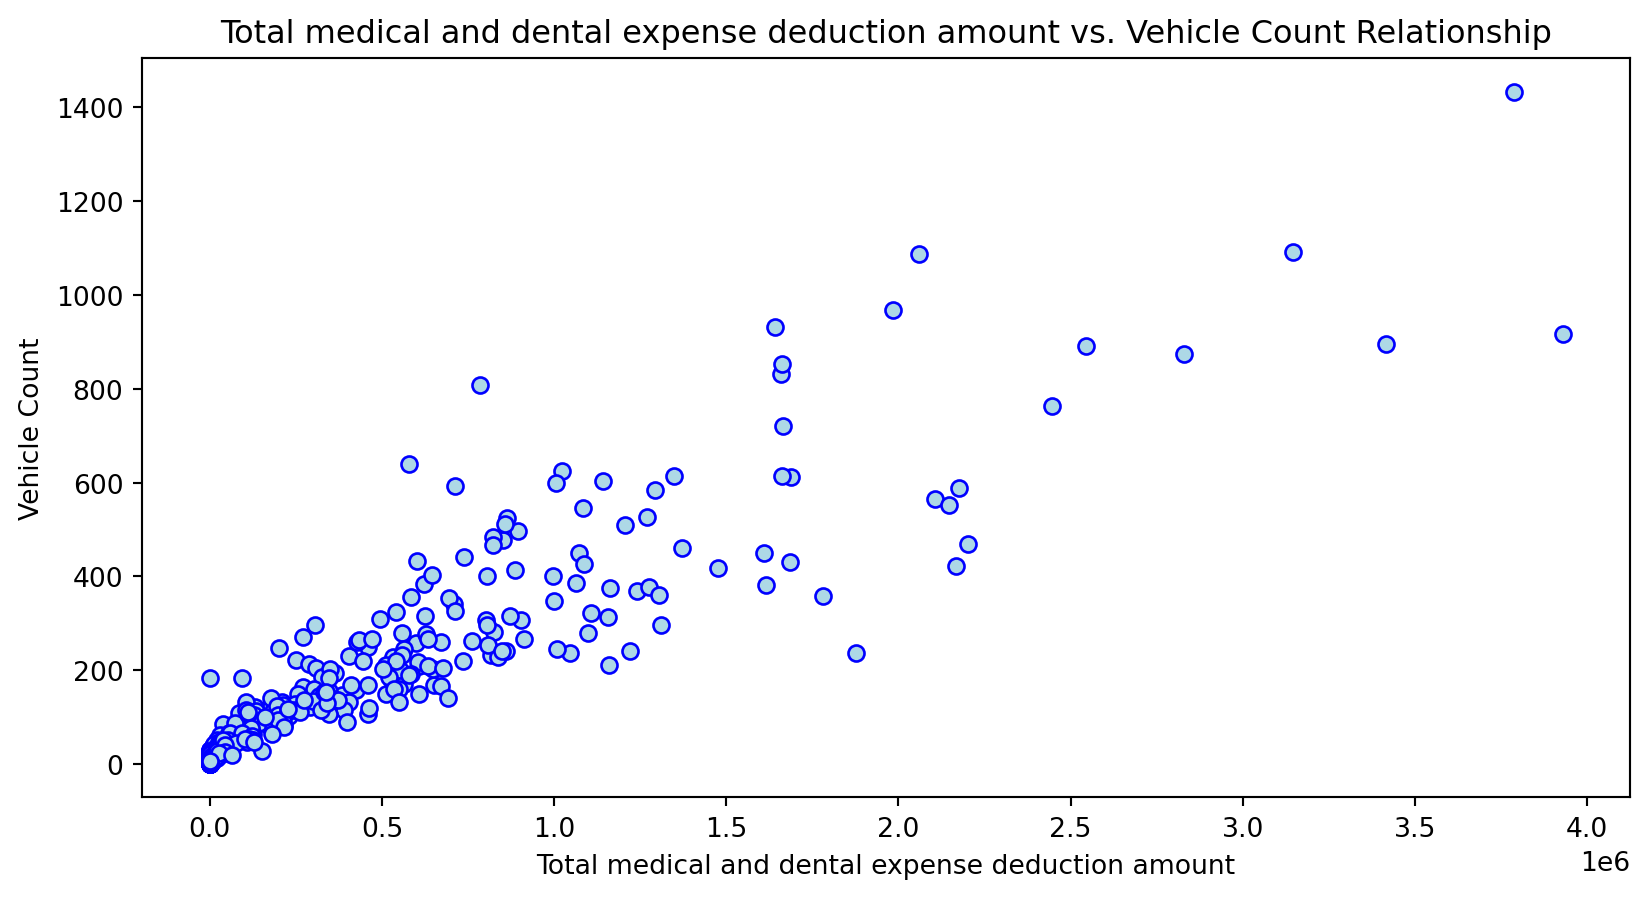 Total medical and dental expense deduction amount vs. Vehicle Count Relationship
1400
1200
1000
800
600
400
200
0
Vehicle Count
0.0 0.5 1.0 1.5 2.0 2.5 3.0 3.5 4.0
1e6
Total medical and dental expense deduction amount